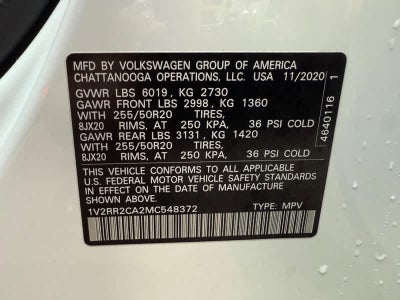 MFD BY VOLKSWAGEN GROUP OF AMERICA
CHATTANOOGA OPERATIONS, LLC. USA 11/2020
GVWR LBS 6019, KG 2730
GAWR FRONT LBS 2998, KG 1360
WITH 255/50R20 TIRES,
8JX20 RIMS, AT 250 KPA, 36 PSI COLD
GAWR REAR LBS 3131, KG 1420
WITH 255/50R20 TIRES,
8JX20 RIMS, AT 250 KPA, 36 PSI COLD
THIS VEHICLE CONFORMS TO ALL APPLICABLE
U.S. FEDERAL MOTOR VEHICLE SAFETY STANDARDS
IN EFFECT ON THE DATE OF MANUFACTURE
SHOWN ABOVE.
1V2RR2CA2MC548372 TYPE: MPV
4640116 1